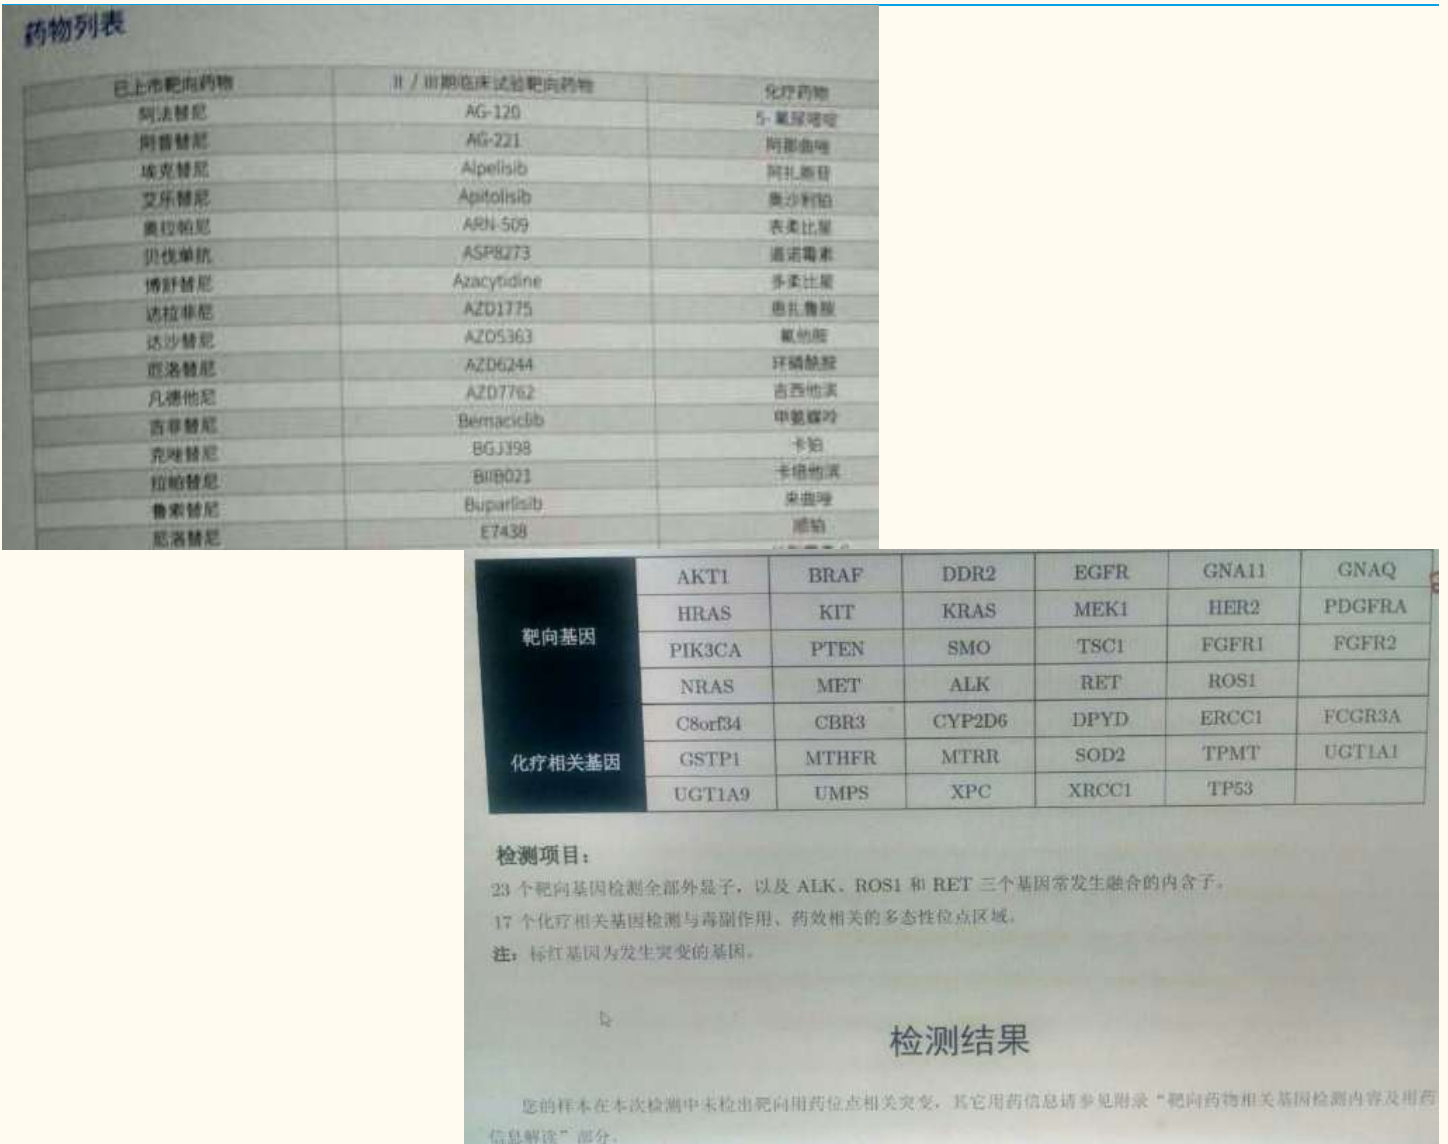 药物列表
已上市靶向药物 II / III期临床试验靶向药物 化疗药物
阿法替尼 AG-120 5-氟尿嘧啶
阿昔替尼 AG-221 阿那曲唑
埃克替尼 Alpelisib 阿扎胞苷
艾乐替尼 Apitolisib 奥沙利铂
奥拉帕尼 ARN-509 表柔比星
贝伐单抗 ASP8273 道诺霉素
博舒替尼 Azacytidine 多柔比星
达拉非尼 AZD1775 恩扎鲁胺
达沙替尼 AZD5363 氟他胺
厄洛替尼 AZD6244 环磷酰胺
凡德他尼 AZD7762 吉西他滨
吉非替尼 Bemaciclib 甲氨蝶呤
克唑替尼 BGJ398 卡铂
拉帕替尼 BIIB021 卡培他滨
鲁索替尼 Buparlisib 来曲唑
尼洛替尼 E7438 顺铂
靶向基因
AKT1 BRAF DDR2 EGFR GNA11 GNAQ
HRAS KIT KRAS MEK1 HER2 PDGFRA
PIK3CA PTEN SMO TSC1 FGFR1 FGFR2
NRAS MET ALK RET ROS1
化疗相关基因
C8orf34 CBR3 CYP2D6 DPYD ERCC1 FCGR3A
GSTP1 MTHFR MTRR SOD2 TPMT UGT1A1
UGT1A9 UMPS XPC XRCC1 TP53
检测项目：
23 个靶向基因检测全部外显子，以及 ALK、ROS1 和 RET 三个基因常发生融合的内含子。
17 个化疗相关基因检测与毒副作用、药效相关的多态性位点区域。
注：标红基因为发生突变的基因。
检测结果
您的样本在本次检测中未检出靶向用药位点相关突变，其它用药信息请参见附录“靶向药物相关基因检测内容及用药
信息解读”部分。